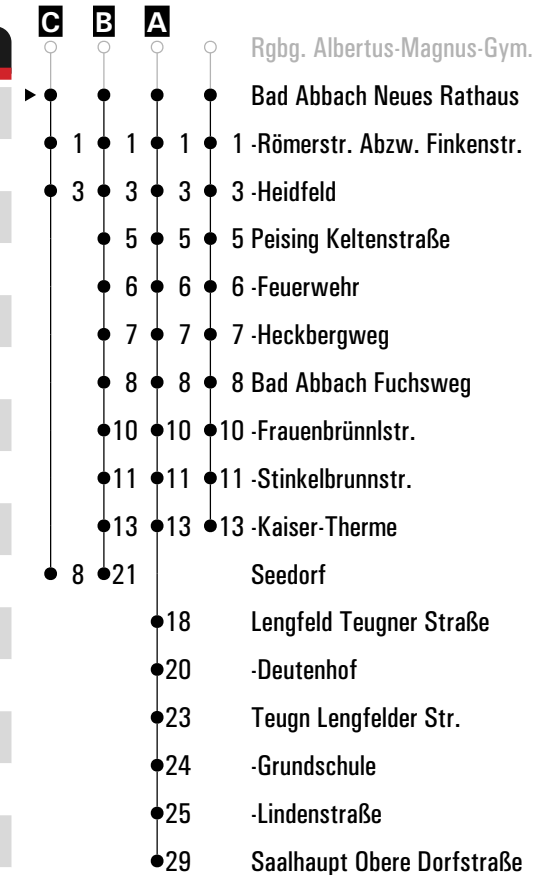 C B A
Rgbg. Albertus-Magnus-Gym.
Bad Abbach Neues Rathaus
1 1 1 1 -Römerstr. Abzw. Finkenstr.
3 3 3 3 -Heidfeld
5 5 5 Peising Keltenstraße
6 6 6 -Feuerwehr
7 7 7 -Heckbergweg
8 8 8 Bad Abbach Fuchsweg
10 10 10 -Frauenbrünnlstr.
11 11 11 -Stinkelbrunnstr.
13 13 13 -Kaiser-Therme
8 21 Seedorf
18 Lengfeld Teugner Straße
20 -Deutenhof
23 Teugn Lengfelder Str.
24 -Grundschule
25 -Lindenstraße
29 Saalhaupt Obere Dorfstraße